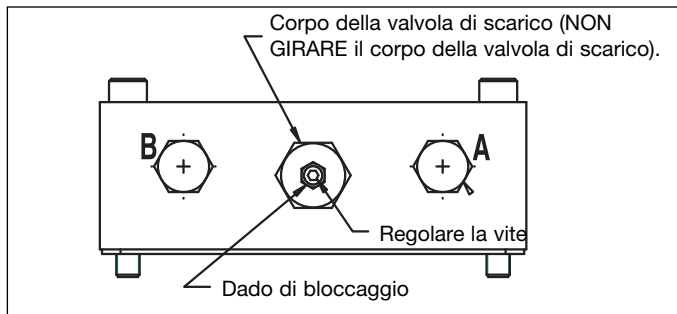 Corpo della valvola di scarico (NON
GIRARE il corpo della valvola di scarico).
B
A
Regolare la vite
Dado di bloccaggio